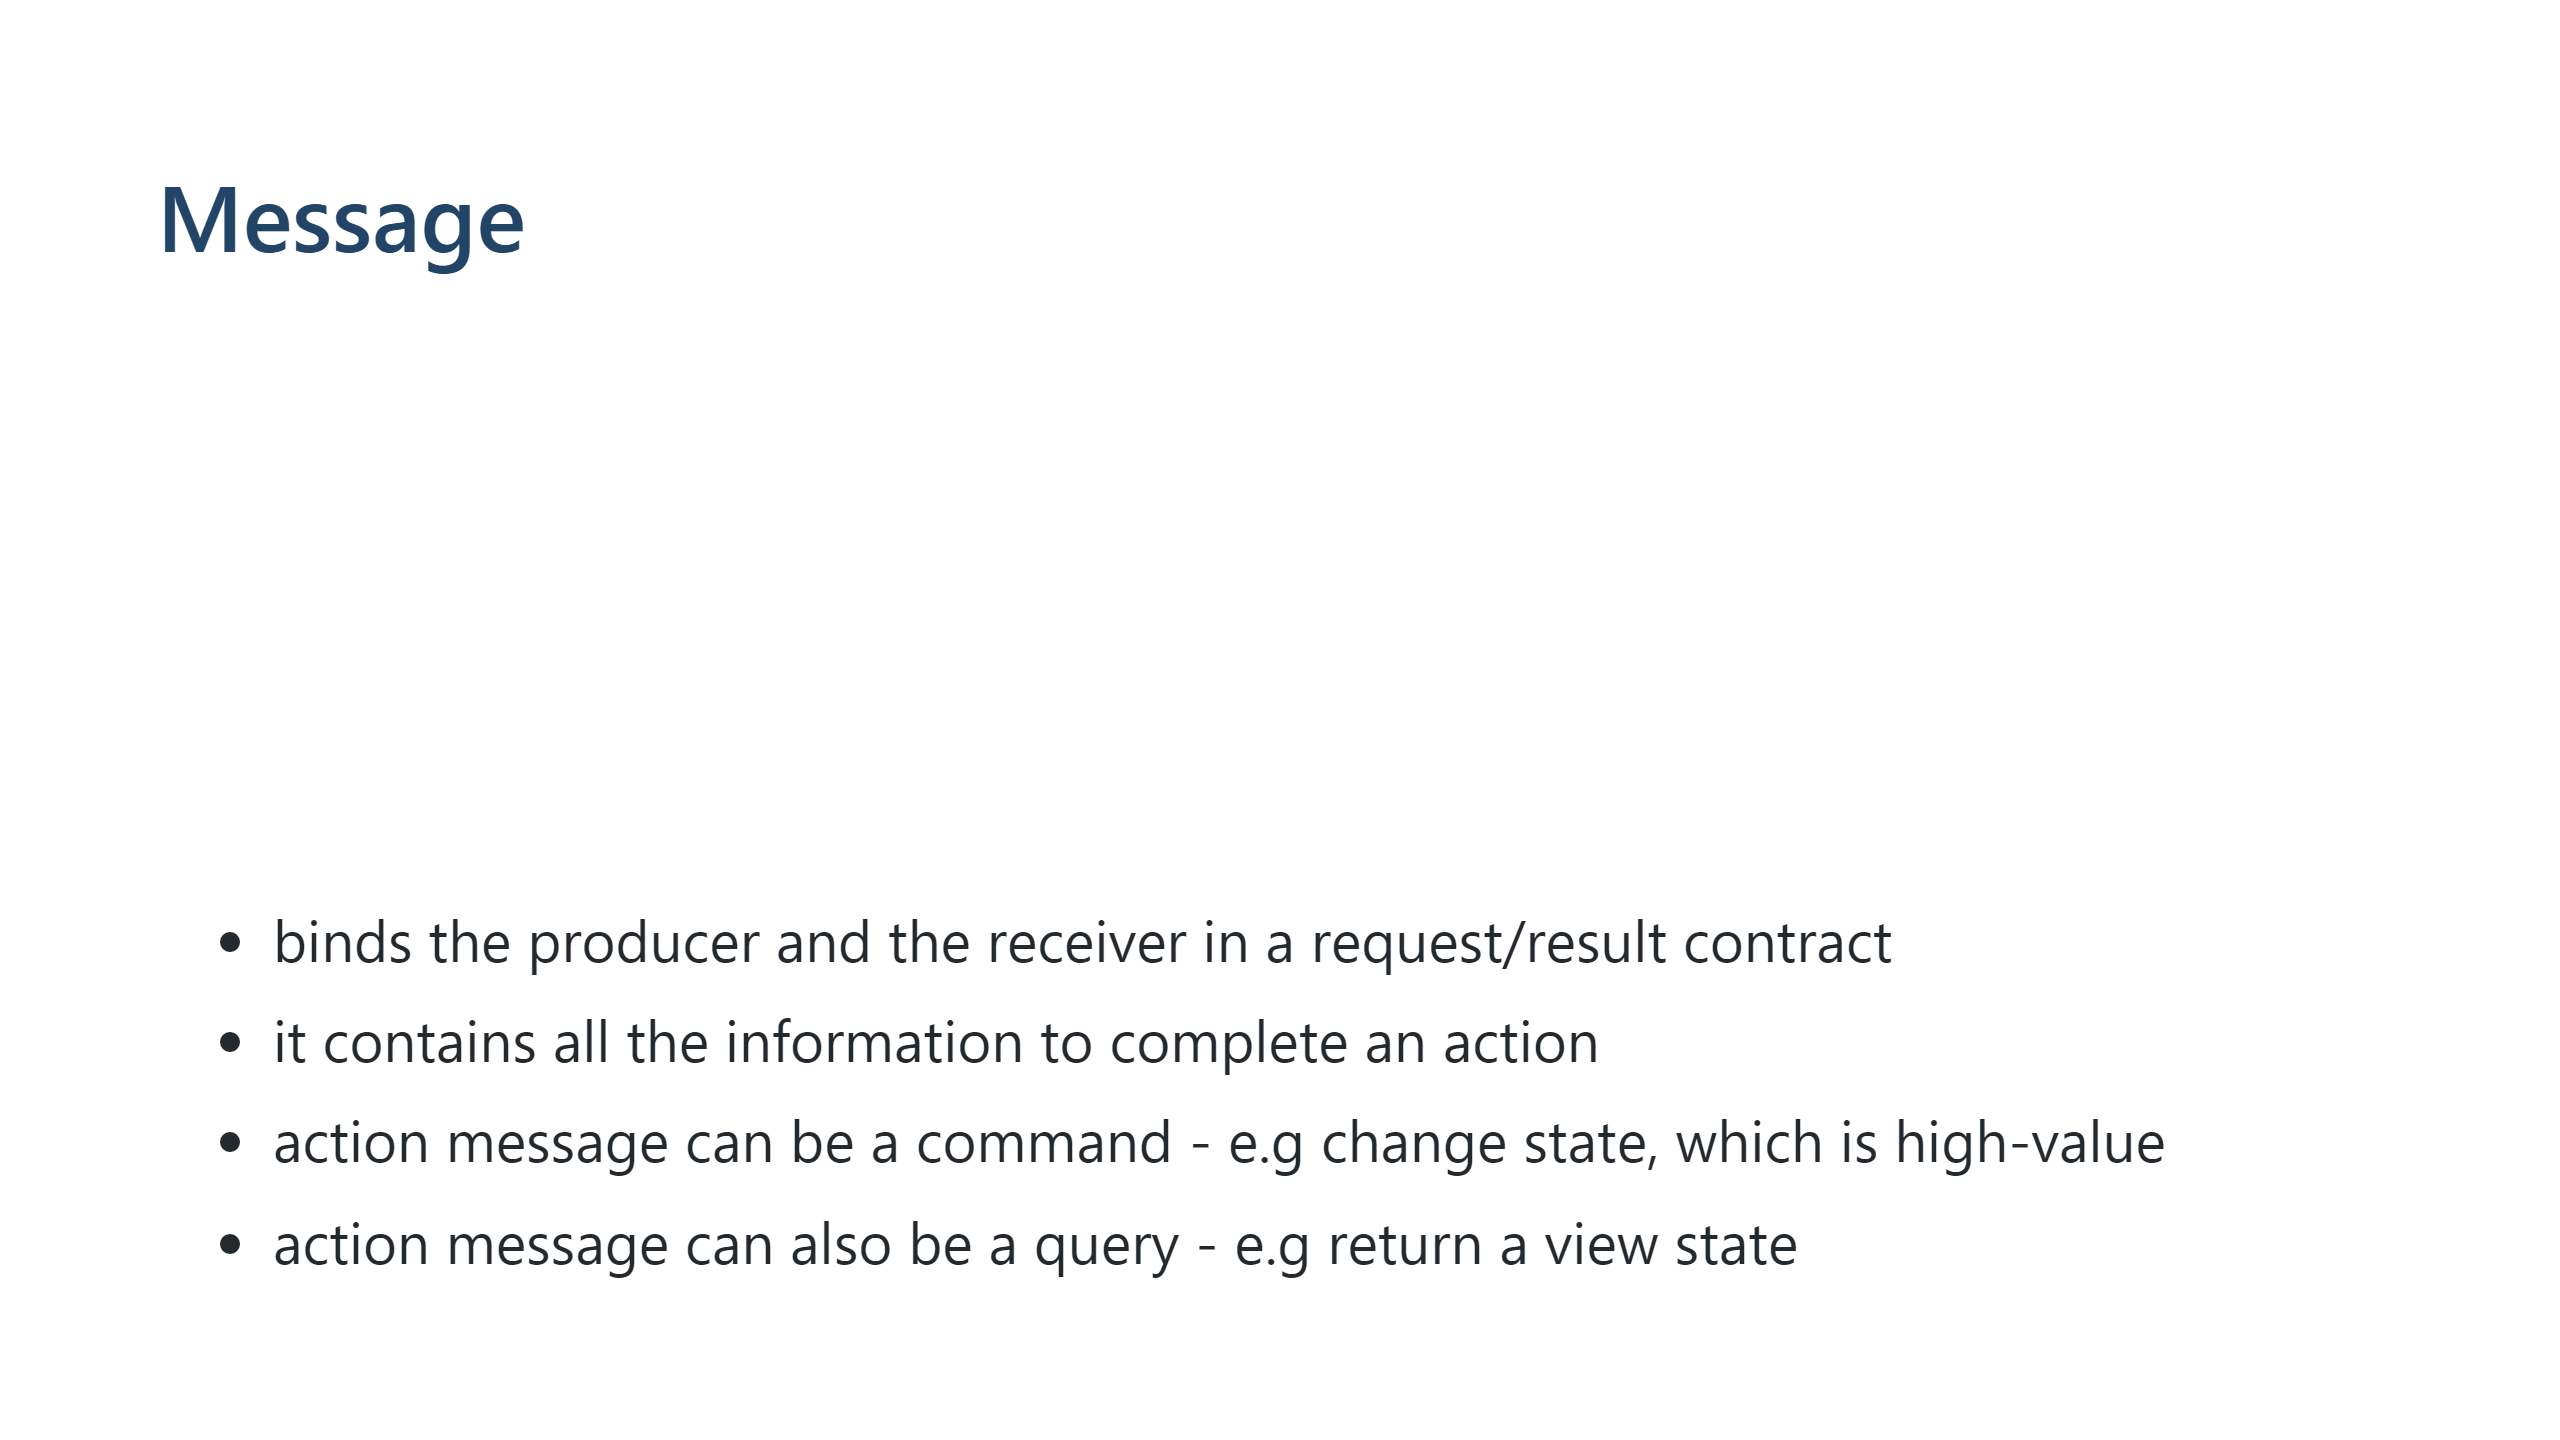 Message
• binds the producer and the receiver in a request/result contract
• it contains all the information to complete an action
• action message can be a command - e.g change state, which is high-value
• action message can also be a query - e.g return a view state